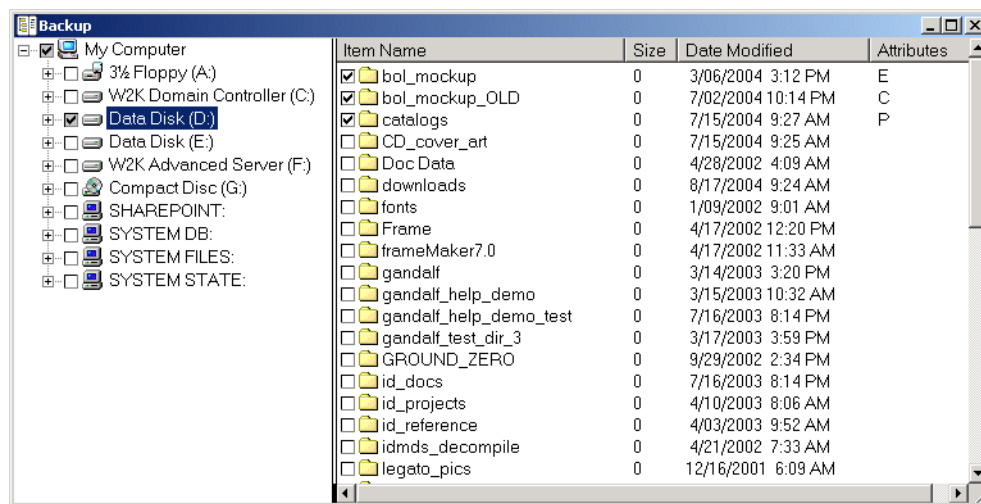 Backup
My Computer
3½ Floppy (A:)
W2K Domain Controller (C:)
Data Disk (D:)
Data Disk (E:)
W2K Advanced Server (F:)
Compact Disc (G:)
SHAREPOINT:
SYSTEM DB:
SYSTEM FILES:
SYSTEM STATE:
Item Name Size Date Modified Attributes
bol_mockup 0 3/06/2004 3:12 PM E
bol_mockup_OLD 0 7/02/2004 10:14 PM C
catalogs 0 7/15/2004 9:27 AM P
CD_cover_art 0 7/15/2004 9:25 AM
Doc Data 0 4/28/2002 4:09 AM
downloads 0 8/17/2004 9:24 AM
fonts 0 1/09/2002 9:01 AM
Frame 0 4/17/2002 12:20 PM
frameMaker7.0 0 4/17/2002 11:33 AM
gandalf 0 3/14/2003 3:20 PM
gandalf_help_demo 0 3/15/2003 10:32 AM
gandalf_help_demo_test 0 7/16/2003 8:14 PM
gandalf_test_dir_3 0 3/17/2003 3:59 PM
GROUND_ZERO 0 9/29/2002 2:34 PM
id_docs 0 7/16/2003 8:14 PM
id_projects 0 4/10/2003 8:06 AM
id_reference 0 4/03/2003 9:52 AM
idmds_decompile 0 4/21/2002 7:33 AM
legato_pics 0 12/16/2001 6:09 AM